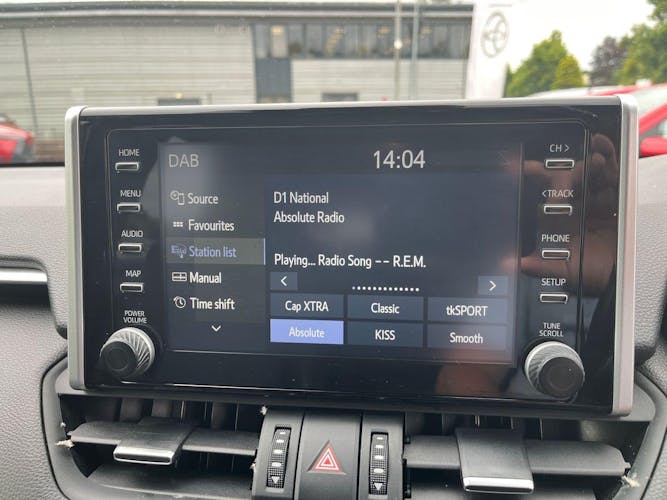 HOME
MENU
AUDIO
MAP
POWER
VOLUME
DAB
14:04
Source
Favourites
Station list
Manual
Time shift
D1 National
Absolute Radio
Playing... Radio Song -- R.E.M.
Cap XTRA
Classic
tkSPORT
Absolute
KISS
Smooth
CH >
< TRACK
PHONE
SETUP
TUNE
SCROLL